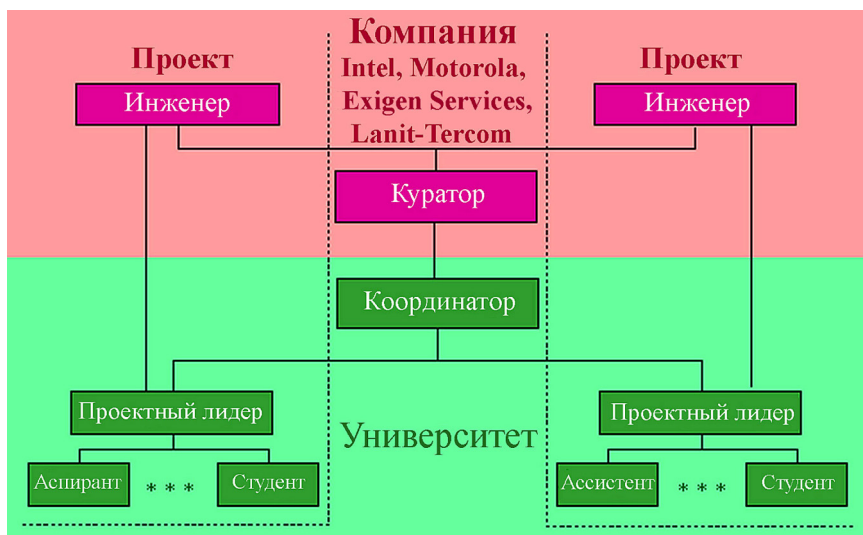 Компания
Проект
Intel, Motorola,
Проект
Инженер
Exigen Services,
Инженер
Lanit-Tercom
Куратор
Координатор
Проектный лидер
Проектный лидер
Университет
Аспирант
* * *
Студент
Ассистент
* * *
Студент